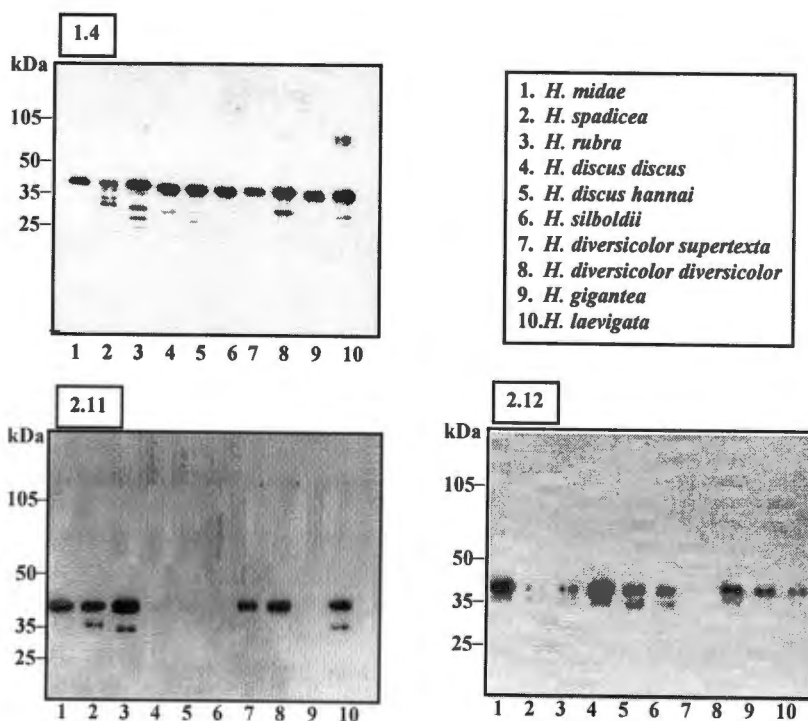 1.4
kDa
105
50
35
25
1 2 3 4 5 6 7 8 9 10
1. H. midae
2. H. spadicea
3. H. rubra
4. H. discus discus
5. H. discus hannai
6. H. silboldii
7. H. diversicolor supertexta
8. H. diversicolor diversicolor
9. H. gigantea
10.H. laevigata
2.11
kDa
105
50
35
25
1 2 3 4 5 6 7 8 9 10
2.12
kDa
105
50
35
25
1 2 3 4 5 6 7 8 9 10